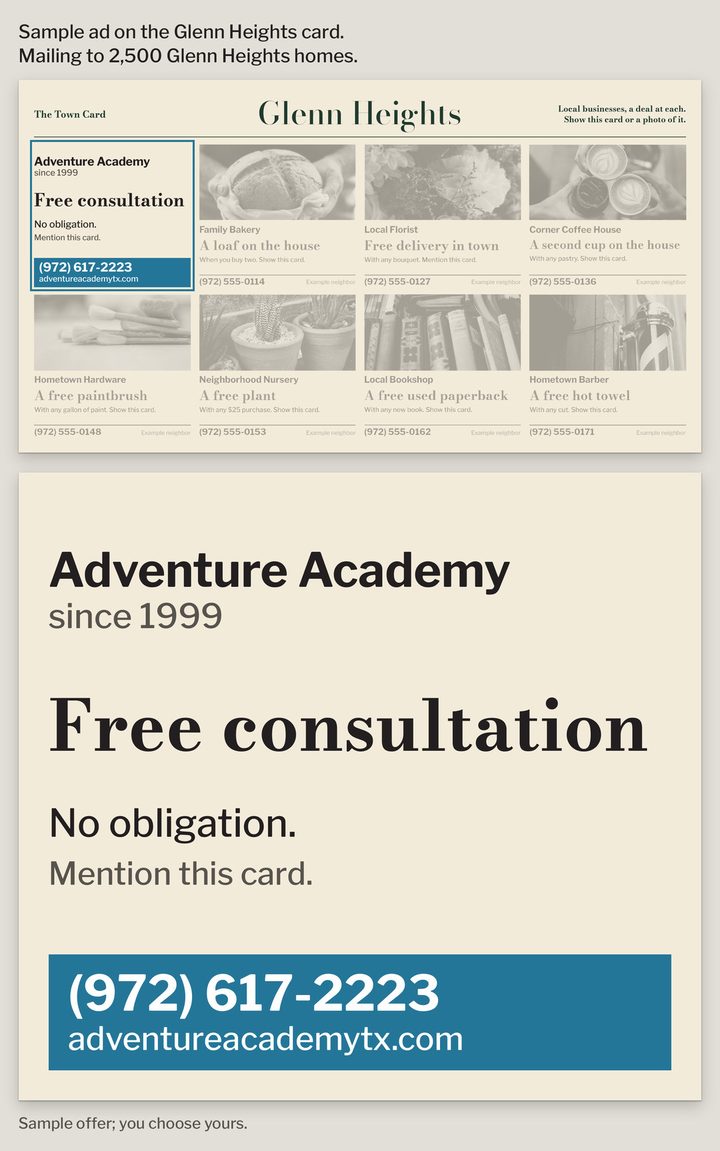 Sample ad on the Glenn Heights card.
Mailing to 2,500 Glenn Heights homes.
The Town Card
Glenn Heights
Local businesses, a deal at each.
Show this card or a photo of it.
Adventure Academy
since 1999
Free consultation
No obligation.
Mention this card.
(972) 617-2223
adventureacademytx.com
Family Bakery
A loaf on the house
When you buy two. Show this card.
(972) 555-0114
Example neighbor
Local Florist
Free delivery in town
With any bouquet. Mention this card.
(972) 555-0127
Example neighbor
Corner Coffee House
A second cup on the house
With any pastry. Show this card.
(972) 555-0136
Example neighbor
Hometown Hardware
A free paintbrush
With any gallon of paint. Show this card.
(972) 555-0148
Example neighbor
Neighborhood Nursery
A free plant
With any $25 purchase. Show this card.
(972) 555-0153
Example neighbor
Local Bookshop
A free used paperback
With any new book. Show this card.
(972) 555-0162
Example neighbor
Hometown Barber
A free hot towel
With any cut. Show this card.
(972) 555-0171
Example neighbor
Adventure Academy
since 1999
Free consultation
No obligation.
Mention this card.
(972) 617-2223
adventureacademytx.com
Sample offer; you choose yours.